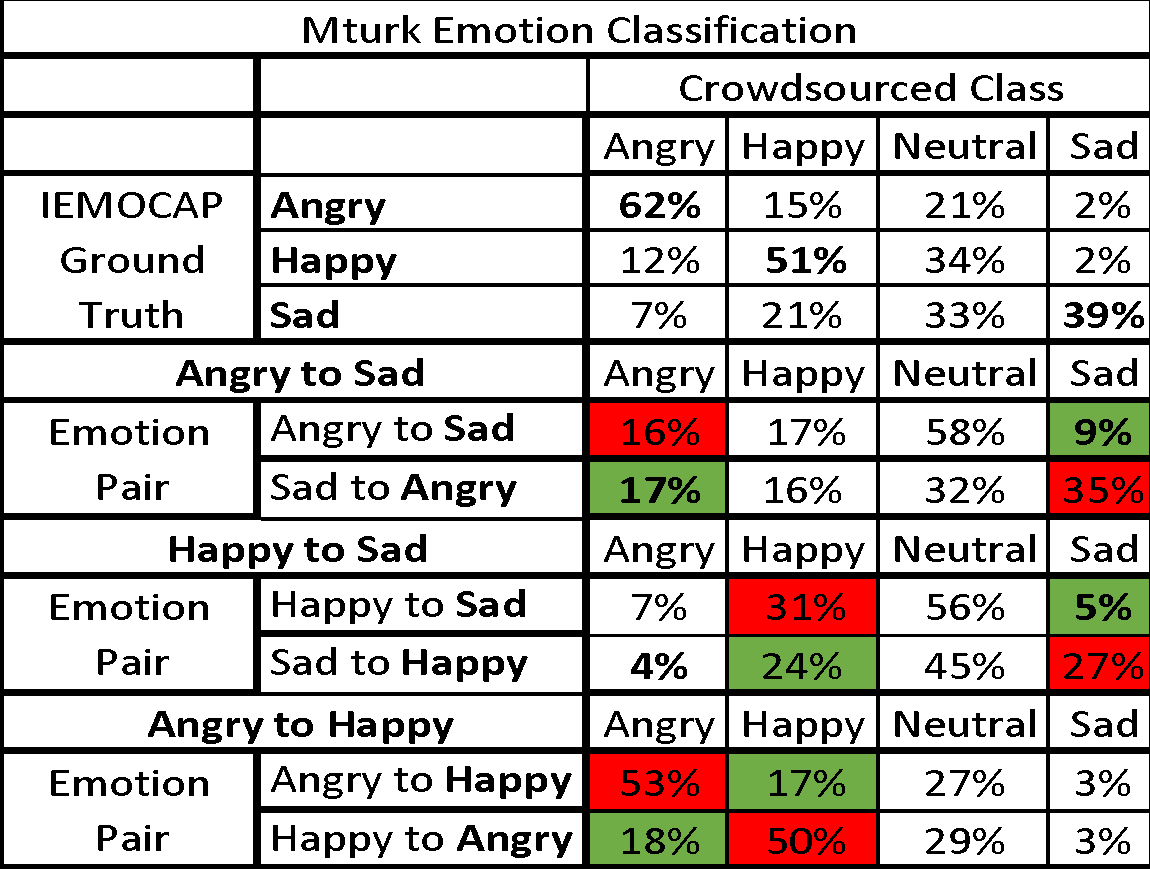 Mturk Emotion Classification
Crowdsourced Class
Angry Happy Neutral Sad
IEMOCAP Ground Truth
Angry 62% 15% 21% 2%
Happy 12% 51% 34% 2%
Sad 7% 21% 33% 39%
Angry to Sad Angry Happy Neutral Sad
Emotion Pair
Angry to Sad 16% 17% 58% 9%
Sad to Angry 17% 16% 32% 35%
Happy to Sad Angry Happy Neutral Sad
Emotion Pair
Happy to Sad 7% 31% 56% 5%
Sad to Happy 4% 24% 45% 27%
Angry to Happy Angry Happy Neutral Sad
Emotion Pair
Angry to Happy 53% 17% 27% 3%
Happy to Angry 18% 50% 29% 3%